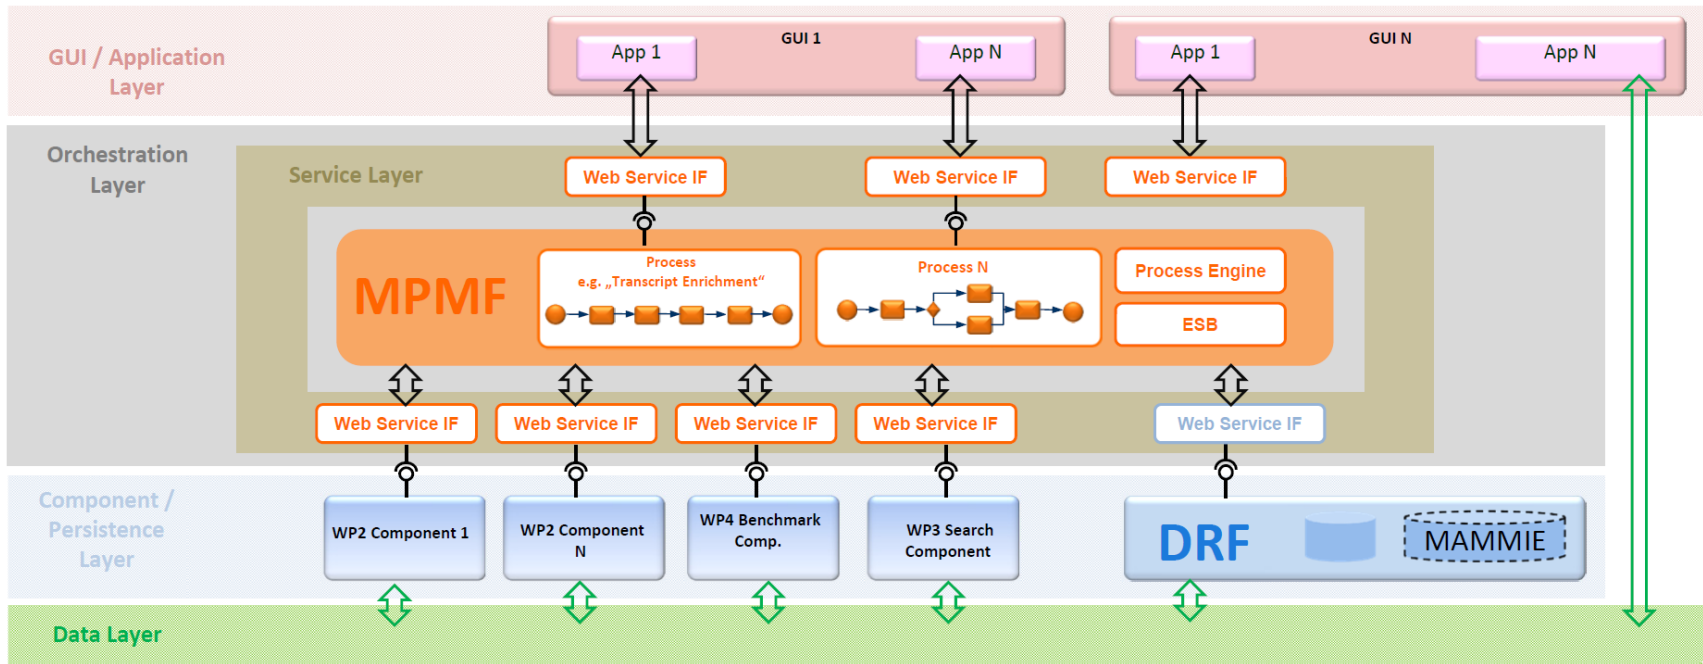 GUI / Application
Layer
GUI 1
App 1
App N
GUI N
App 1
App N
Orchestration
Layer
Service Layer
Web Service IF
Web Service IF
Web Service IF
MPMF
Process
e.g. „Transcript Enrichment“
Process N
Process Engine
ESB
Web Service IF
Web Service IF
Web Service IF
Web Service IF
Web Service IF
Component /
Persistence
Layer
WP2 Component 1
WP2 Component
N
WP4 Benchmark
Comp.
WP3 Search
Component
DRF
MAMMIE
Data Layer